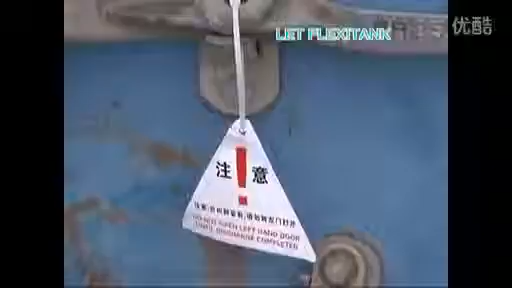 LET FLEXITANK
优酷
注 ! 意
DO NOT OPEN LEFT HAND DOOR
UNTIL DISCHARGE COMPLETED